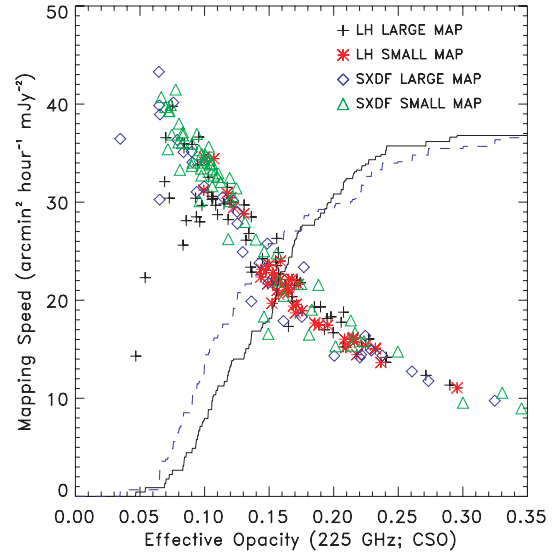 50
40
30
20
10
0
Mapping Speed (arcmin² hour⁻¹ mJy⁻²)
LH LARGE MAP
LH SMALL MAP
SXDF LARGE MAP
SXDF SMALL MAP
0.00 0.05 0.10 0.15 0.20 0.25 0.30 0.35
Effective Opacity (225 GHz; CSO)